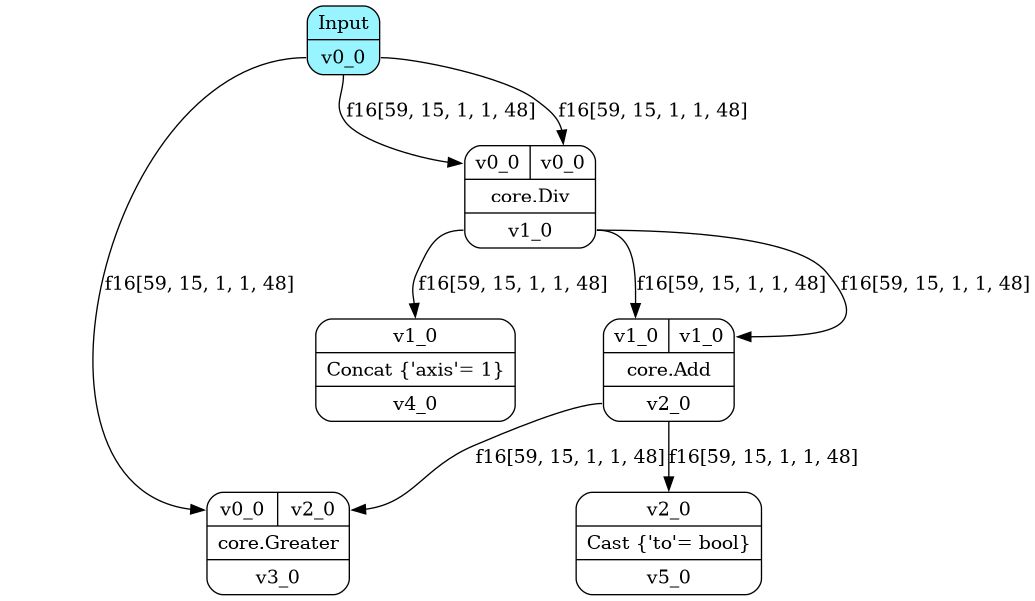 Input
v0_0
f16[59, 15, 1, 1, 48] f16[59, 15, 1, 1, 48]
v0_0 v0_0
core.Div
v1_0
f16[59, 15, 1, 1, 48] f16[59, 15, 1, 1, 48] f16[59, 15, 1, 1, 48] f16[59, 15, 1, 1, 48]
v1_0 v1_0 v1_0
Concat {'axis'= 1} core.Add
v4_0 v2_0
f16[59, 15, 1, 1, 48] f16[59, 15, 1, 1, 48]
v0_0 v2_0 v2_0
core.Greater Cast {'to'= bool}
v3_0 v5_0